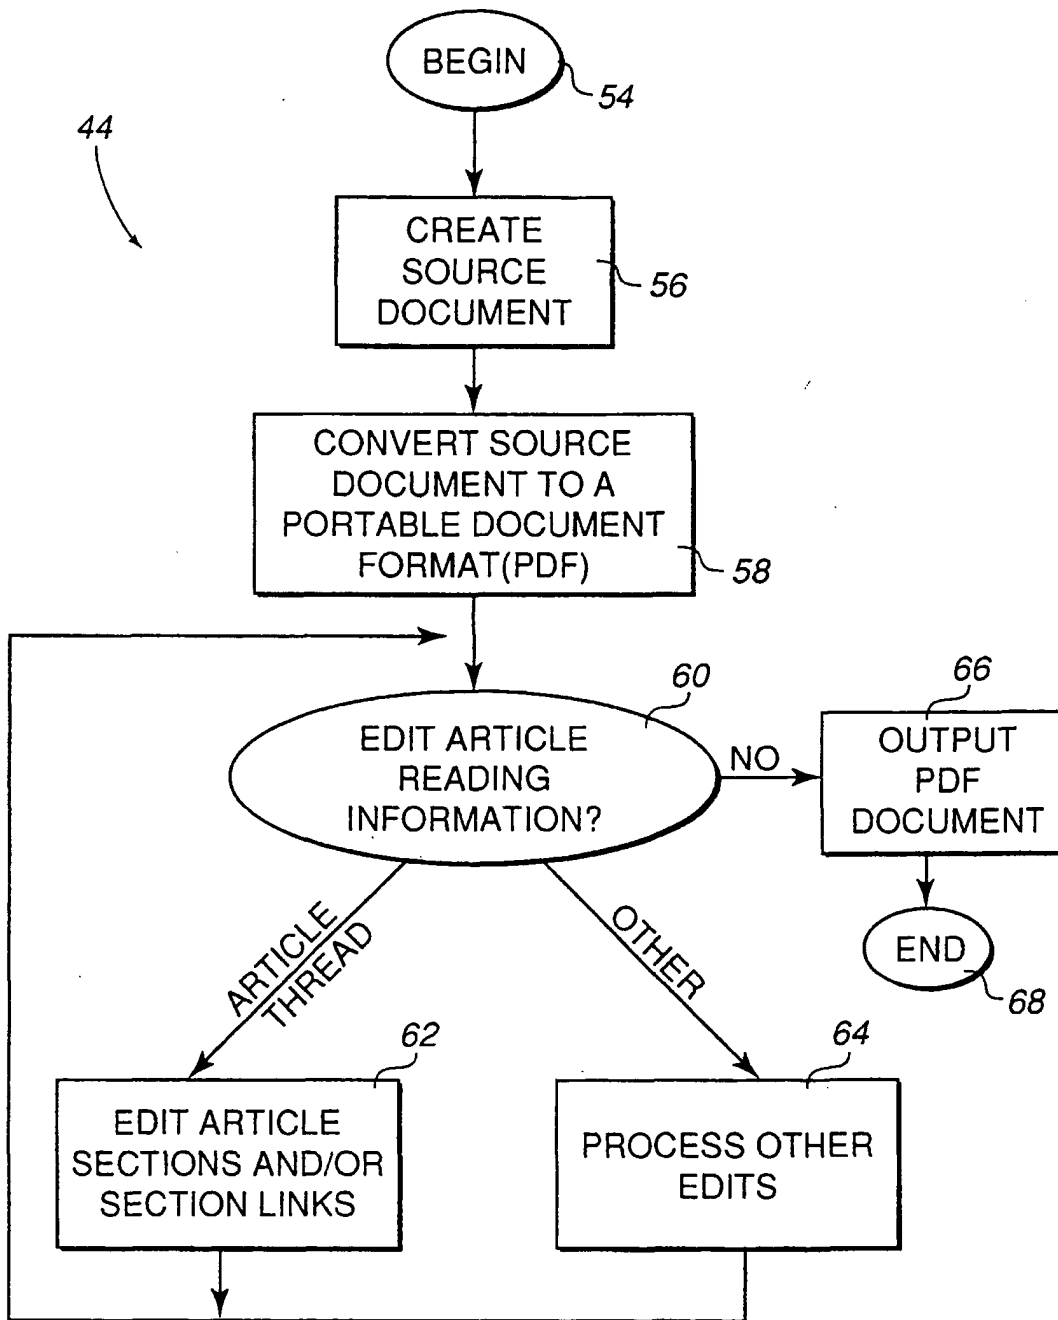 BEGIN
54
44
CREATE
SOURCE
DOCUMENT
56
CONVERT SOURCE
DOCUMENT TO A
PORTABLE DOCUMENT
FORMAT(PDF)
58
60
EDIT ARTICLE
READING
INFORMATION?
NO
66
OUTPUT
PDF
DOCUMENT
END
68
ARTICLE
THREAD
OTHER
62
EDIT ARTICLE
SECTIONS AND/OR
SECTION LINKS
64
PROCESS OTHER
EDITS